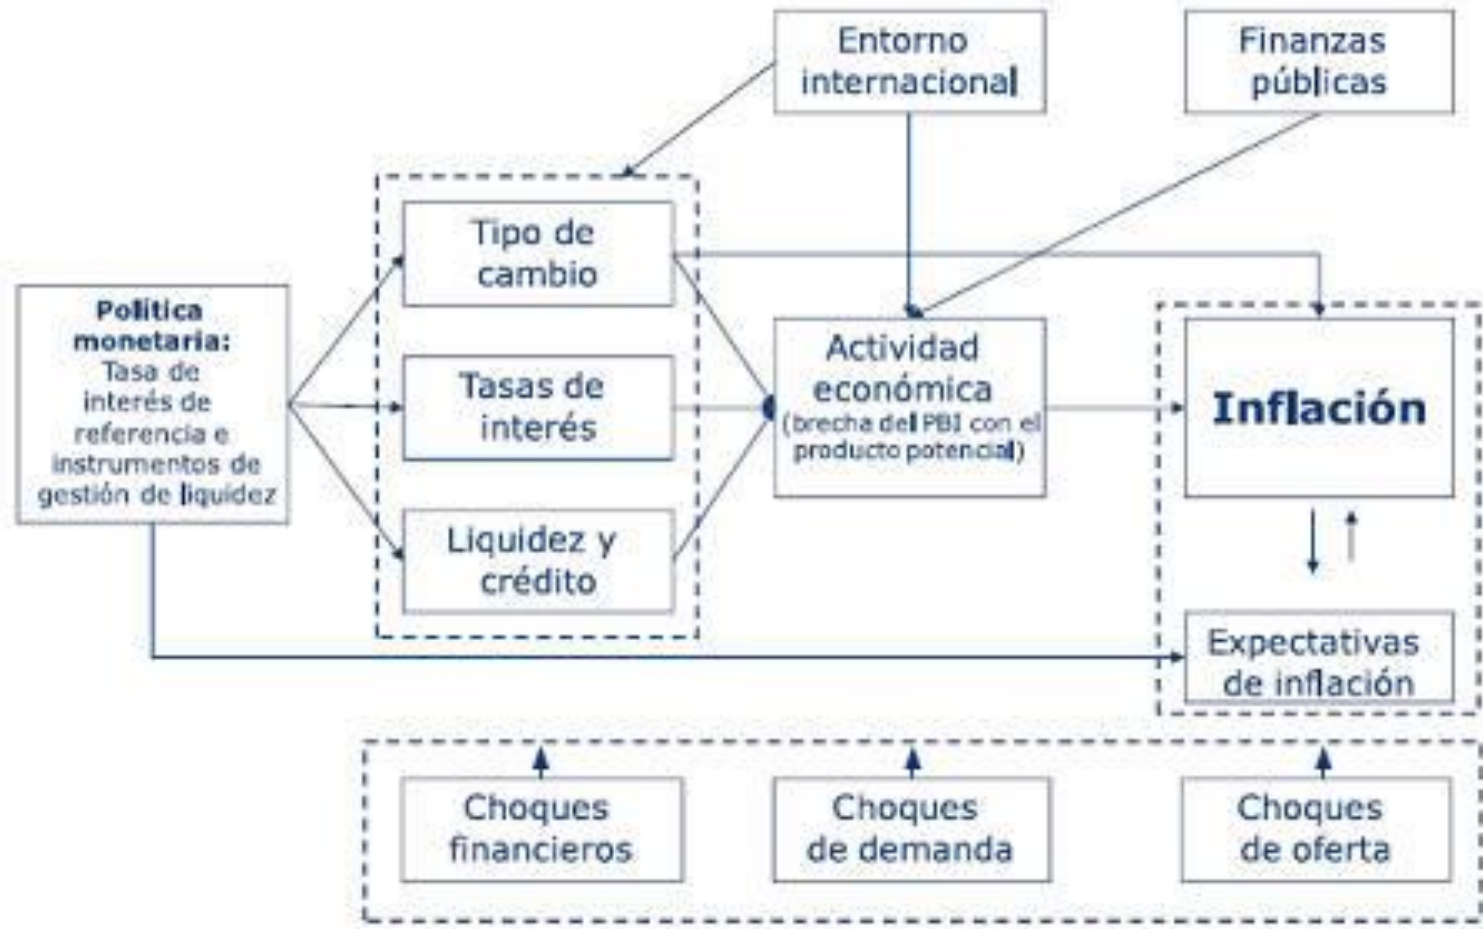 Entorno
internacional
Finanzas
públicas
Tipo de
cambio
Política
monetaria:
Tasa de
interés de
referencia e
instrumentos de
gestión de liquidez
Tasas de
interés
Liquidez y
crédito
Actividad
económica
(brecha del PBI con el
producto potencial)
Inflación
Expectativas
de inflación
Choques
financieros
Choques
de demanda
Choques
de oferta